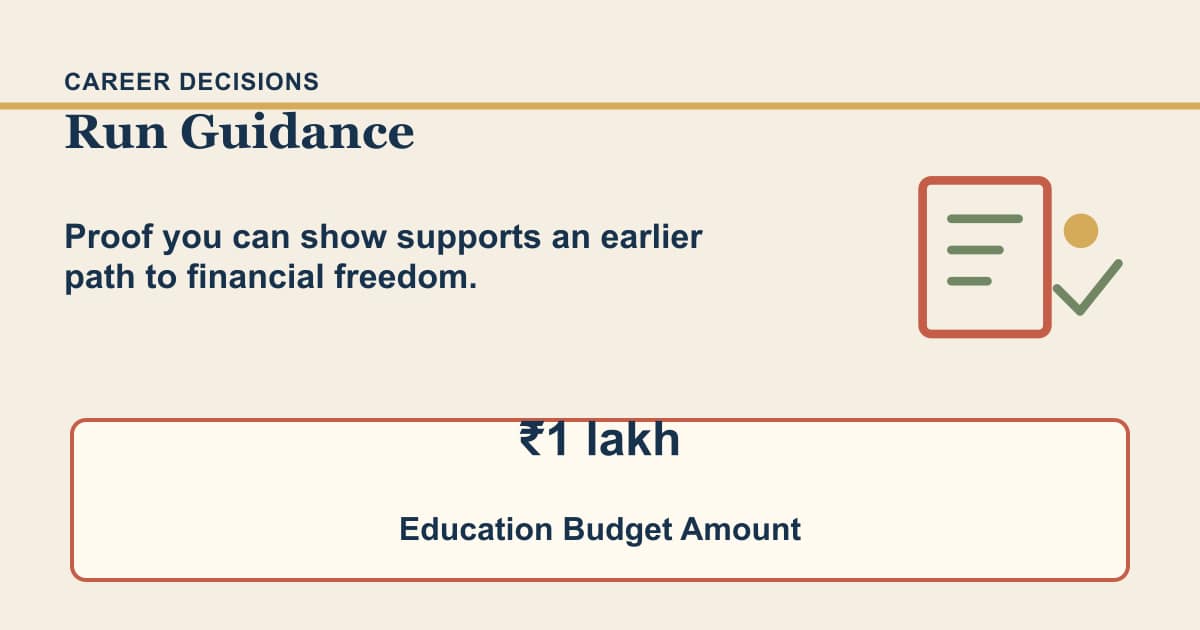 CAREER DECISIONS
Run Guidance
Proof you can show supports an earlier
path to financial freedom.
₹1 lakh
Education Budget Amount